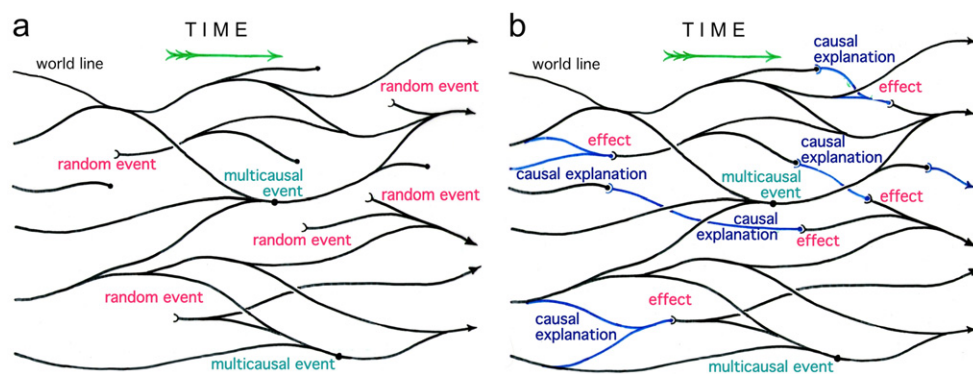 a
TIME
world line
random event
random event
multicausal
event
random event
random event
random event
multicausal event
b
TIME
causal
explanation
world line
effect
effect
causal
explanation
causal explanation
multicausal
event
effect
causal
explanation
effect
effect
causal
explanation
multicausal event